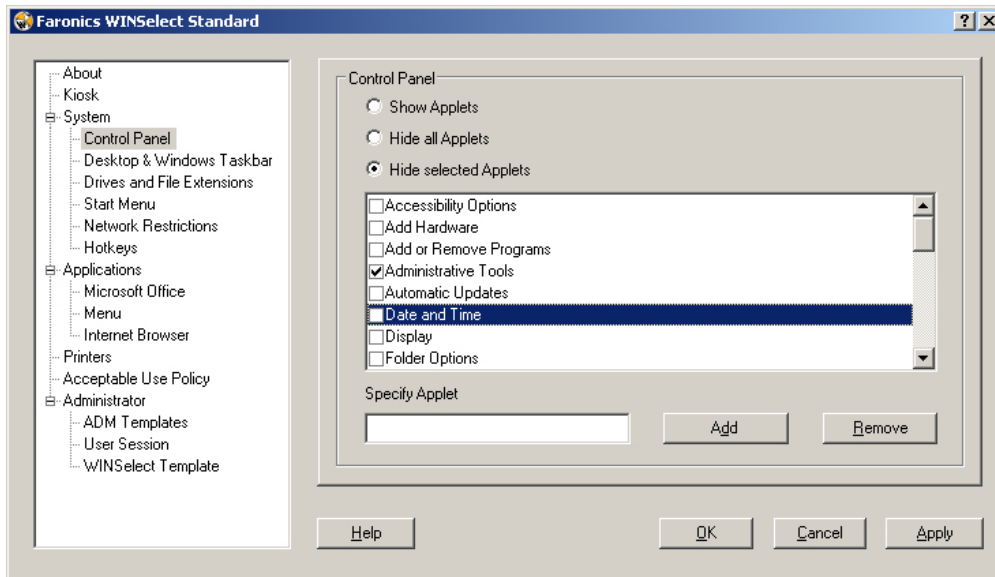 Faronics WINSelect Standard
About
Kiosk
System
Control Panel
Desktop & Windows Taskbar
Drives and File Extensions
Start Menu
Network Restrictions
Hotkeys
Applications
Microsoft Office
Menu
Internet Browser
Printers
Acceptable Use Policy
Administrator
ADM Templates
User Session
WINSelect Template
Control Panel
Show Applets
Hide all Applets
Hide selected Applets
Accessibility Options
Add Hardware
Add or Remove Programs
Administrative Tools
Automatic Updates
Date and Time
Display
Folder Options
Specify Applet
Add
Remove
Help
OK
Cancel
Apply